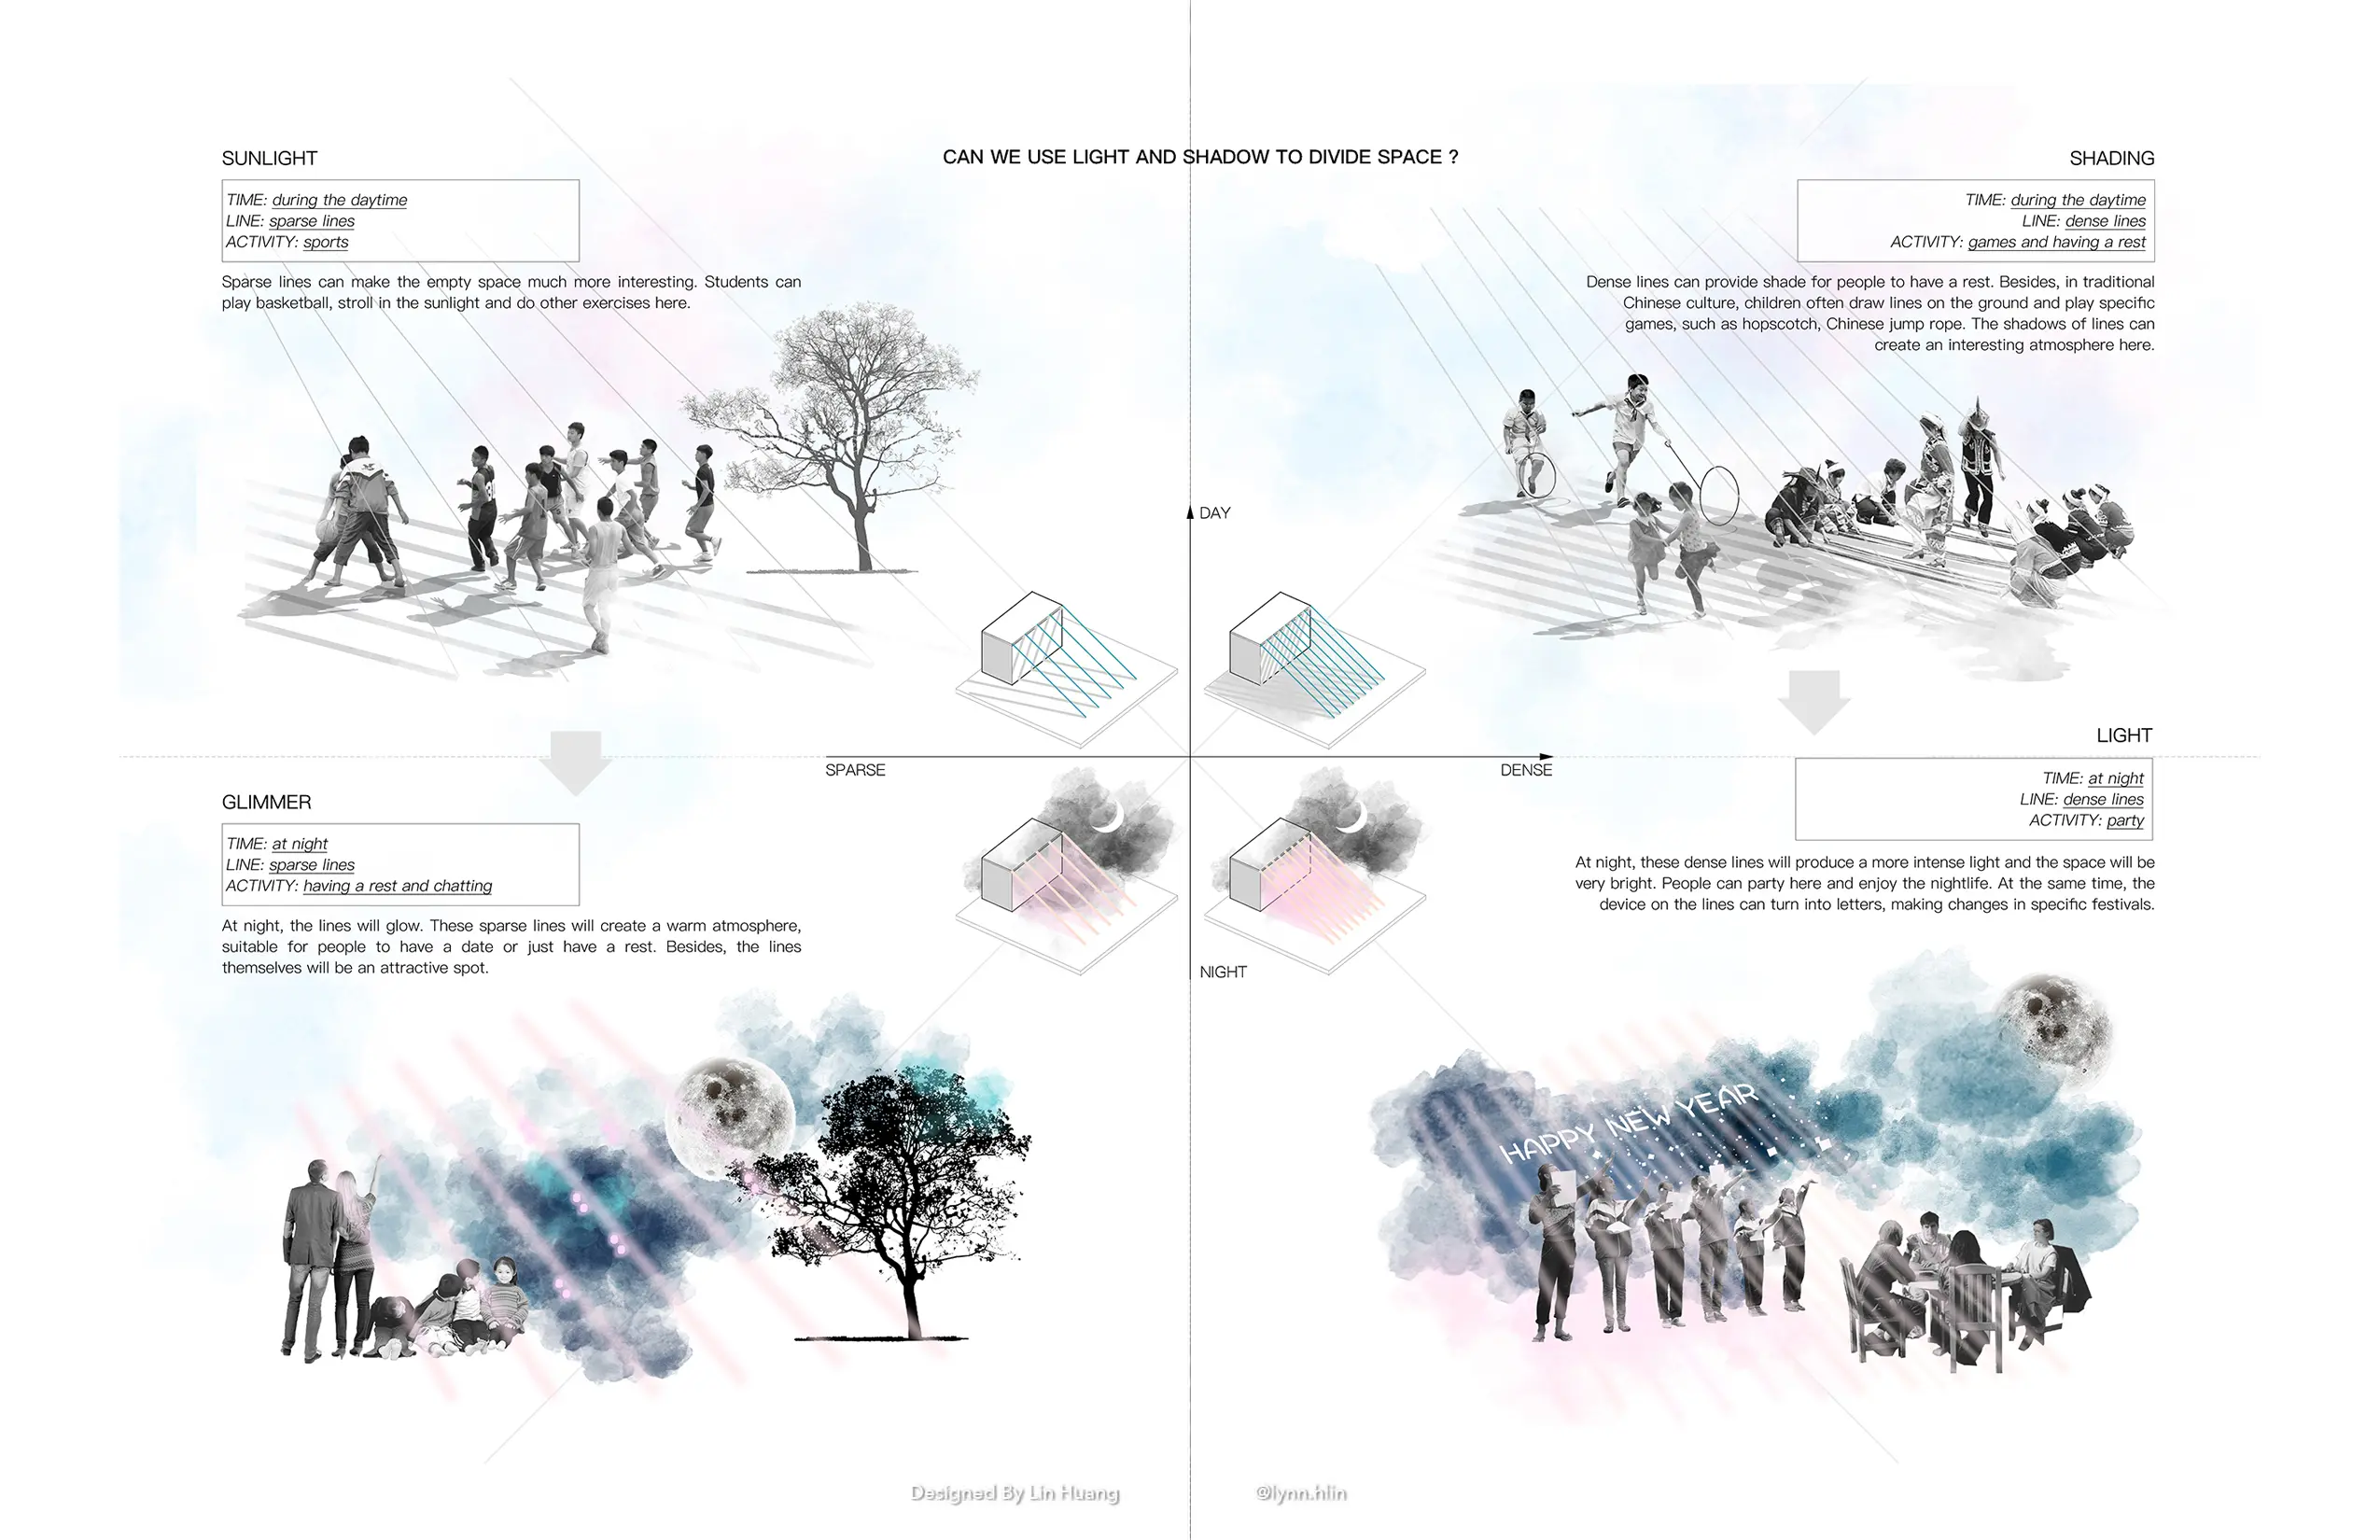 CAN WE USE LIGHT AND SHADOW TO DIVIDE SPACE ?
SUNLIGHT
TIME: during the daytime
LINE: sparse lines
ACTIVITY: sports
Sparse lines can make the empty space much more interesting. Students can
play basketball, stroll in the sunlight and do other exercises here.
SHADING
TIME: during the daytime
LINE: dense lines
ACTIVITY: games and having a rest
Dense lines can provide shade for people to have a rest. Besides, in traditional
Chinese culture, children often draw lines on the ground and play specific
games, such as hopscotch, Chinese jump rope. The shadows of lines can
create an interesting atmosphere here.
DAY
SPARSE
DENSE
NIGHT
GLIMMER
TIME: at night
LINE: sparse lines
ACTIVITY: having a rest and chatting
At night, the lines will glow. These sparse lines will create a warm atmosphere,
suitable for people to have a date or just have a rest. Besides, the lines
themselves will be an attractive spot.
LIGHT
TIME: at night
LINE: dense lines
ACTIVITY: party
At night, these dense lines will produce a more intense light and the space will be
very bright. People can party here and enjoy the nightlife. At the same time, the
device on the lines can turn into letters, making changes in specific festivals.
HAPPY NEW YEAR
Designed By Lin Huang
@lynn.hlin